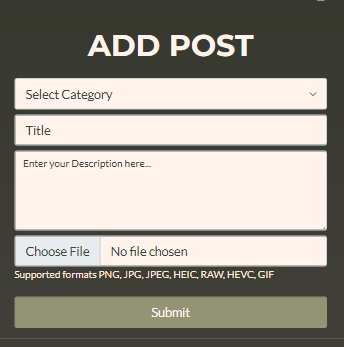 ADD POST
Select Category
Title
Enter your Description here...
Choose File No file chosen
Supported formats PNG, JPG, JPEG, HEIC, RAW, HEVC, GIF
Submit